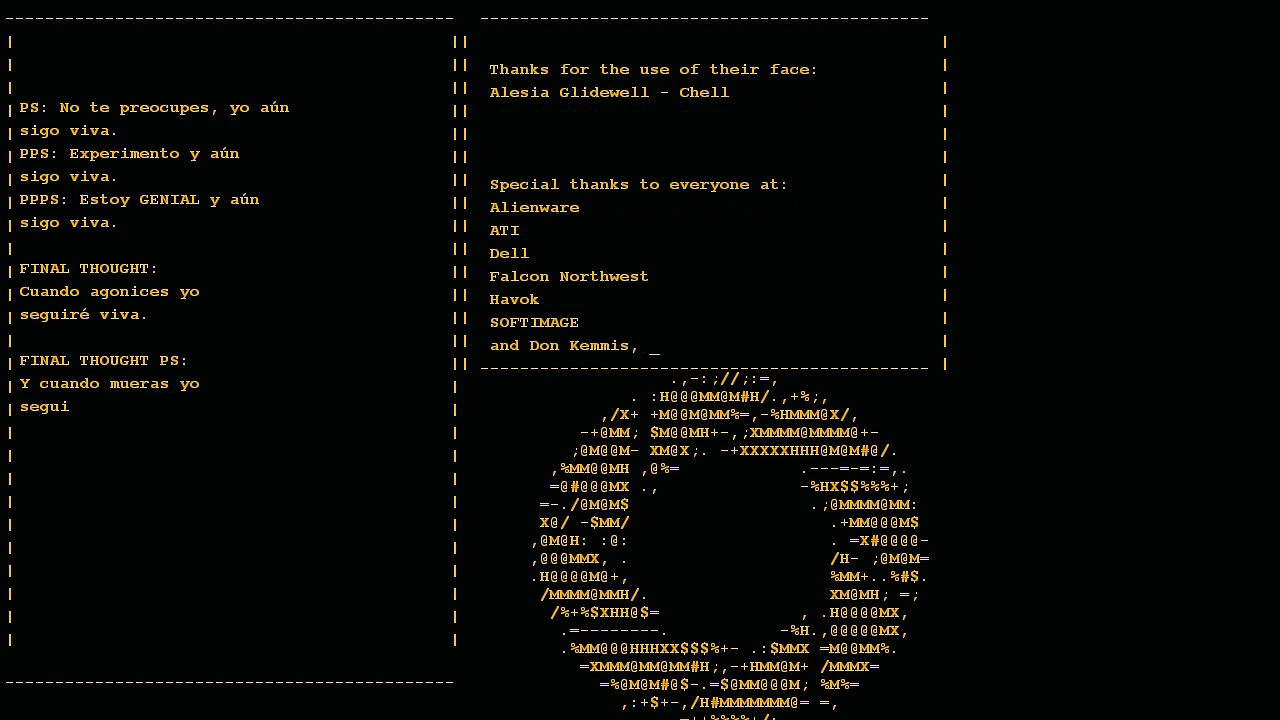 PS: No te preocupes, yo aún
sigo viva.
PPS: Experimento y aún
sigo viva.
PPPS: Estoy GENIAL y aún
sigo viva.
FINAL THOUGHT:
Cuando agonices yo
seguiré viva.
FINAL THOUGHT PS:
Y cuando mueras yo
segui
Thanks for the use of their face:
Alesia Glidewell - Chell
Special thanks to everyone at:
Alienware
ATI
Dell
Falcon Northwest
Havok
SOFTIMAGE
and Don Kemmis, _